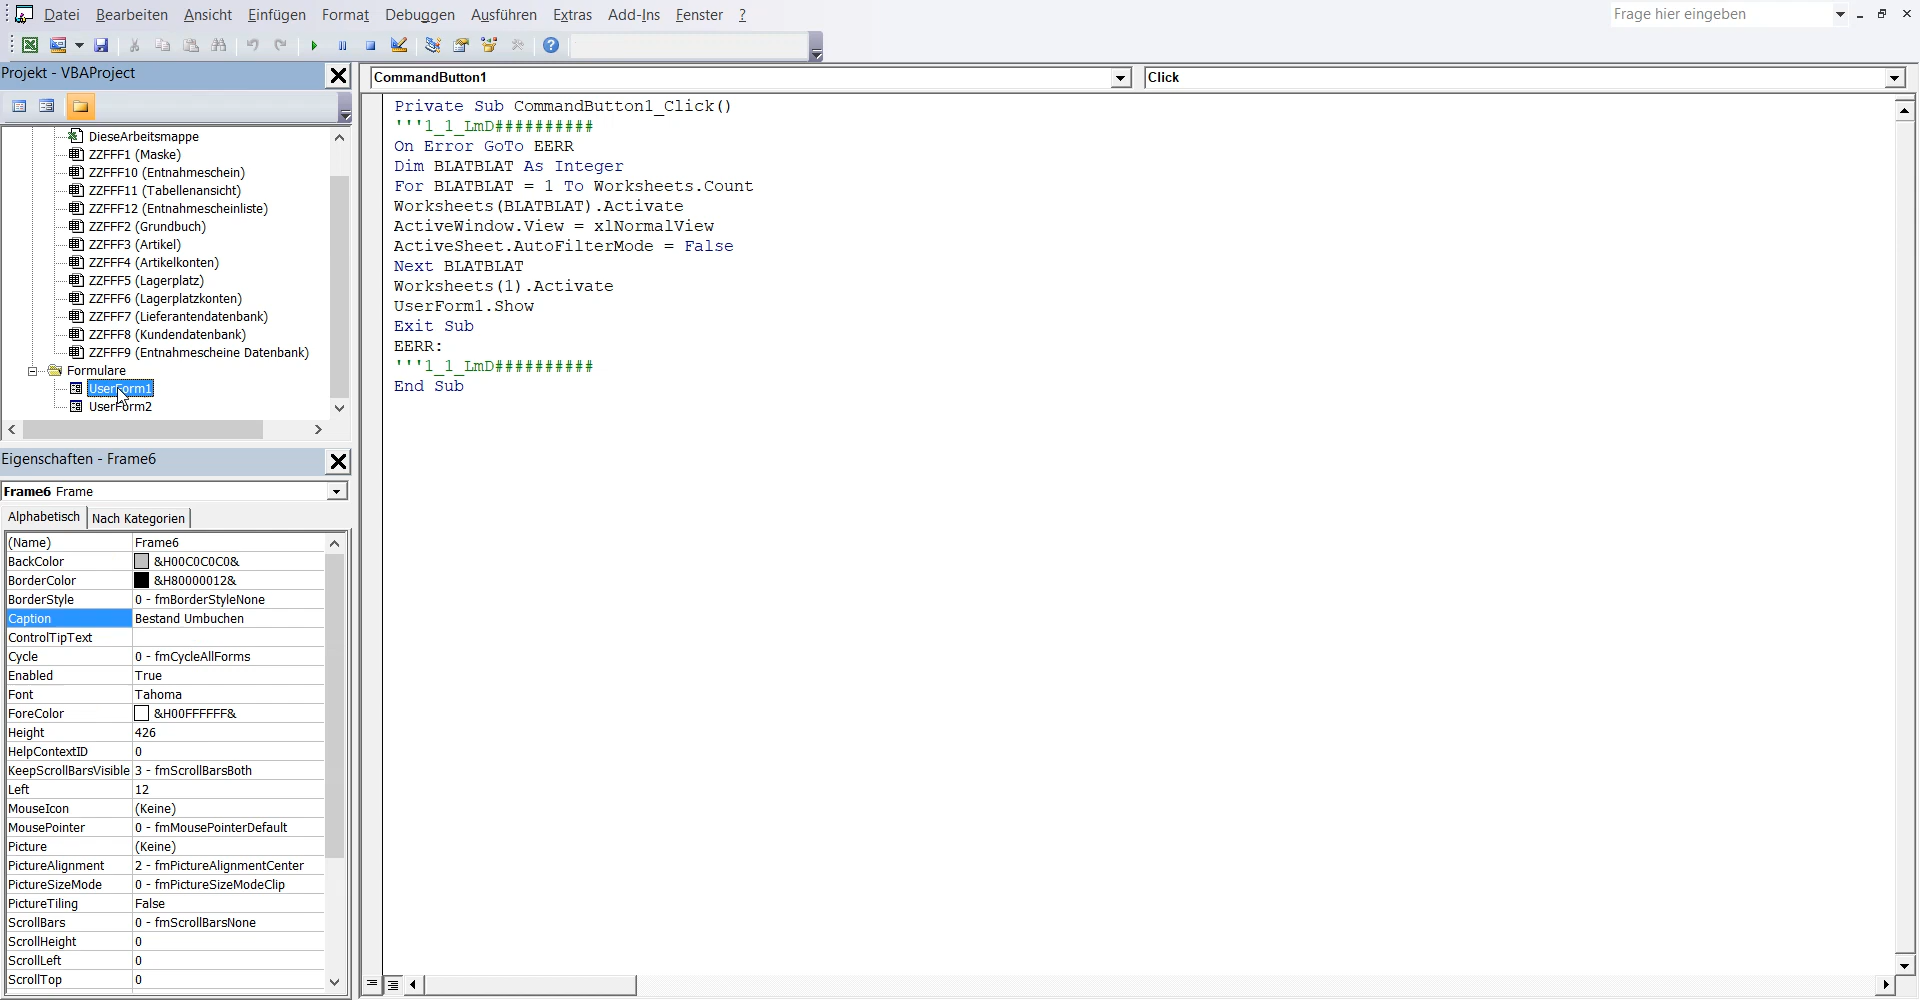 Datei Bearbeiten Ansicht Einfügen Format Debuggen Ausführen Extras Add-Ins Fenster ?
Frage hier eingeben
Projekt - VBAProject
CommandButton1
Click
DieseArbeitsmappe
ZZFFF1 (Maske)
ZZFFF10 (Entnahmeschein)
ZZFFF11 (Tabellenansicht)
ZZFFF12 (Entnahmescheinliste)
ZZFFF2 (Grundbuch)
ZZFFF3 (Artikel)
ZZFFF4 (Artikelkonten)
ZZFFF5 (Lagerplatz)
ZZFFF6 (Lagerplatzkonten)
ZZFFF7 (Lieferantendatenbank)
ZZFFF8 (Kundendatenbank)
ZZFFF9 (Entnahmescheine Datenbank)
Formulare
UserForm1
UserForm2
Private Sub CommandButton1_Click()
'''1_1_LmD##########
On Error GoTo EERR
Dim BLATBLAT As Integer
For BLATBLAT = 1 To Worksheets.Count
Worksheets(BLATBLAT).Activate
ActiveWindow.View = xlNormalView
ActiveSheet.AutoFilterMode = False
Next BLATBLAT
Worksheets(1).Activate
UserForm1.Show
Exit Sub
EERR:
'''1_1_LmD##########
End Sub
Eigenschaften - Frame6
Frame6 Frame
Alphabetisch Nach Kategorien
(Name) Frame6
BackColor &H00C0C0C0&
BorderColor &H80000012&
BorderStyle 0 - fmBorderStyleNone
Caption Bestand Umbuchen
ControlTipText
Cycle 0 - fmCycleAllForms
Enabled True
Font Tahoma
ForeColor &H00FFFFFF&
Height 426
HelpContextID 0
KeepScrollBarsVisible 3 - fmScrollBarsBoth
Left 12
MouseIcon (Keine)
MousePointer 0 - fmMousePointerDefault
Picture (Keine)
PictureAlignment 2 - fmPictureAlignmentCenter
PictureSizeMode 0 - fmPictureSizeModeClip
PictureTiling False
ScrollBars 0 - fmScrollBarsNone
ScrollHeight 0
ScrollLeft 0
ScrollTop 0